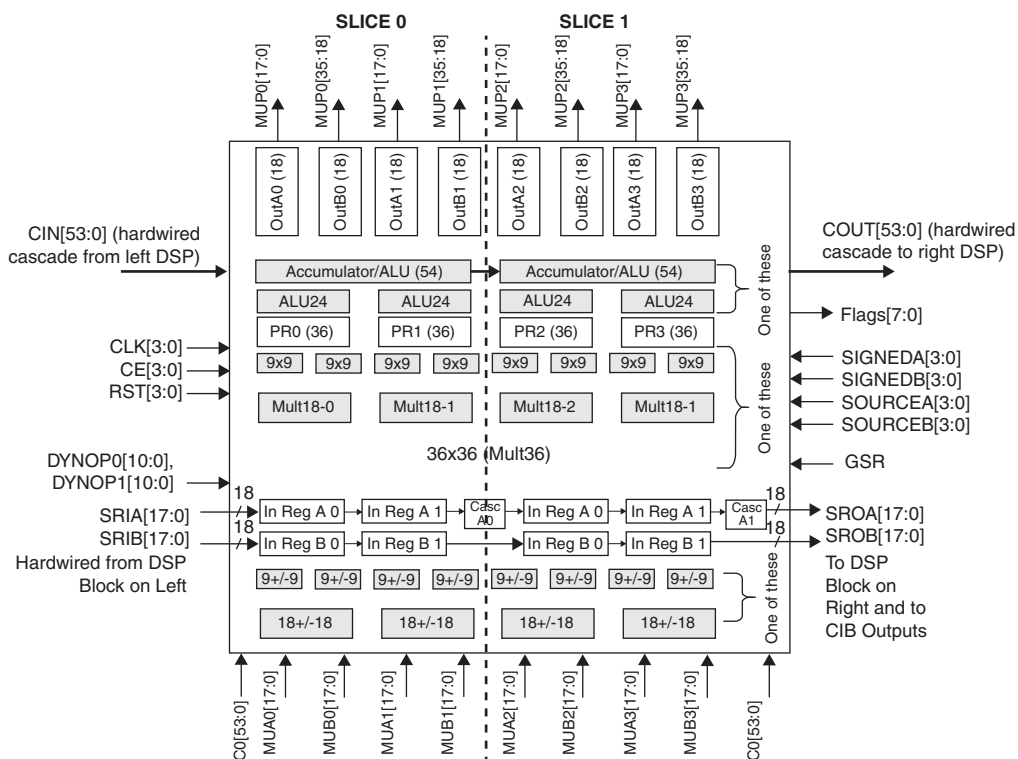 SLICE 0
SLICE 1
MUP0[17:0]
MUP0[35:18]
MUP1[17:0]
MUP1[35:18]
MUP2[17:0]
MUP2[35:18]
MUP3[17:0]
MUP3[35:18]
OutA0 (18)
OutB0 (18)
OutA1 (18)
OutB1 (18)
OutA2 (18)
OutB2 (18)
OutA3 (18)
OutB3 (18)
CIN[53:0] (hardwired
cascade from left DSP)
COUT[53:0] (hardwired
cascade to right DSP)
Accumulator/ALU (54)
Accumulator/ALU (54)
ALU24
ALU24
ALU24
ALU24
One of these
Flags[7:0]
PR0 (36)
PR1 (36)
PR2 (36)
PR3 (36)
CLK[3:0]
CE[3:0]
RST[3:0]
9x9
9x9
9x9
9x9
9x9
9x9
9x9
9x9
Mult18-0
Mult18-1
Mult18-2
Mult18-1
36x36 (Mult36)
One of these
SIGNEDA[3:0]
SIGNEDB[3:0]
SOURCEA[3:0]
SOURCEB[3:0]
GSR
DYNOP0[10:0],
DYNOP1[10:0]
18
SRIA[17:0]
18
SRIB[17:0]
Hardwired from DSP
Block on Left
In Reg A 0
In Reg A 1
Casc
A0
In Reg A 0
In Reg A 1
Casc
A1
In Reg B 0
In Reg B 1
In Reg B 0
In Reg B 1
18
SROA[17:0]
18
SROB[17:0]
To DSP
Block on
Right and to
CIB Outputs
9+/-9
9+/-9
9+/-9
9+/-9
9+/-9
9+/-9
9+/-9
9+/-9
18+/-18
18+/-18
18+/-18
18+/-18
One of these
C0[53:0]
MUA0[17:0]
MUB0[17:0]
MUA1[17:0]
MUB1[17:0]
MUA2[17:0]
MUB2[17:0]
MUA3[17:0]
MUB3[17:0]
C0[53:0]